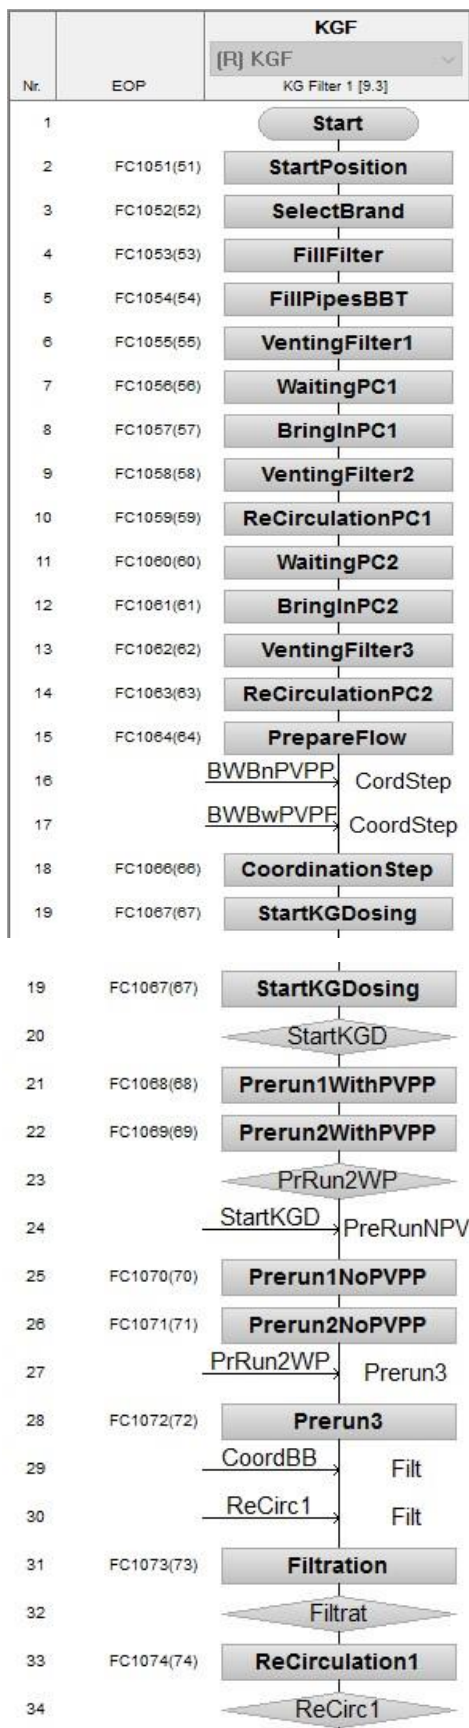 KGF
(R) KGF
Nr. EOP KG Filter 1 [9.3]
1 Start
2 FC1051(51) StartPosition
3 FC1052(52) SelectBrand
4 FC1053(53) FillFilter
5 FC1054(54) FillPipesBBT
6 FC1055(55) VentingFilter1
7 FC1056(56) WaitingPC1
8 FC1057(57) BringInPC1
9 FC1058(58) VentingFilter2
10 FC1059(59) ReCirculationPC1
11 FC1060(60) WaitingPC2
12 FC1061(61) BringInPC2
13 FC1062(62) VentingFilter3
14 FC1063(63) ReCirculationPC2
15 FC1064(64) PrepareFlow
16 BWBnPVPP CordStep
17 BWBwPVPP CoordStep
18 FC1066(66) CoordinationStep
19 FC1067(67) StartKGDosing
19 FC1067(67) StartKGDosing
20 StartKGD
21 FC1068(68) Prerun1WithPVPP
22 FC1069(69) Prerun2WithPVPP
23 PrRun2WP
24 StartKGD PreRunNPV
25 FC1070(70) Prerun1NoPVPP
26 FC1071(71) Prerun2NoPVPP
27 PrRun2WP Prerun3
28 FC1072(72) Prerun3
29 CoordBB Filt
30 ReCirc1 Filt
31 FC1073(73) Filtration
32 Filtrat
33 FC1074(74) ReCirculation1
34 ReCirc1